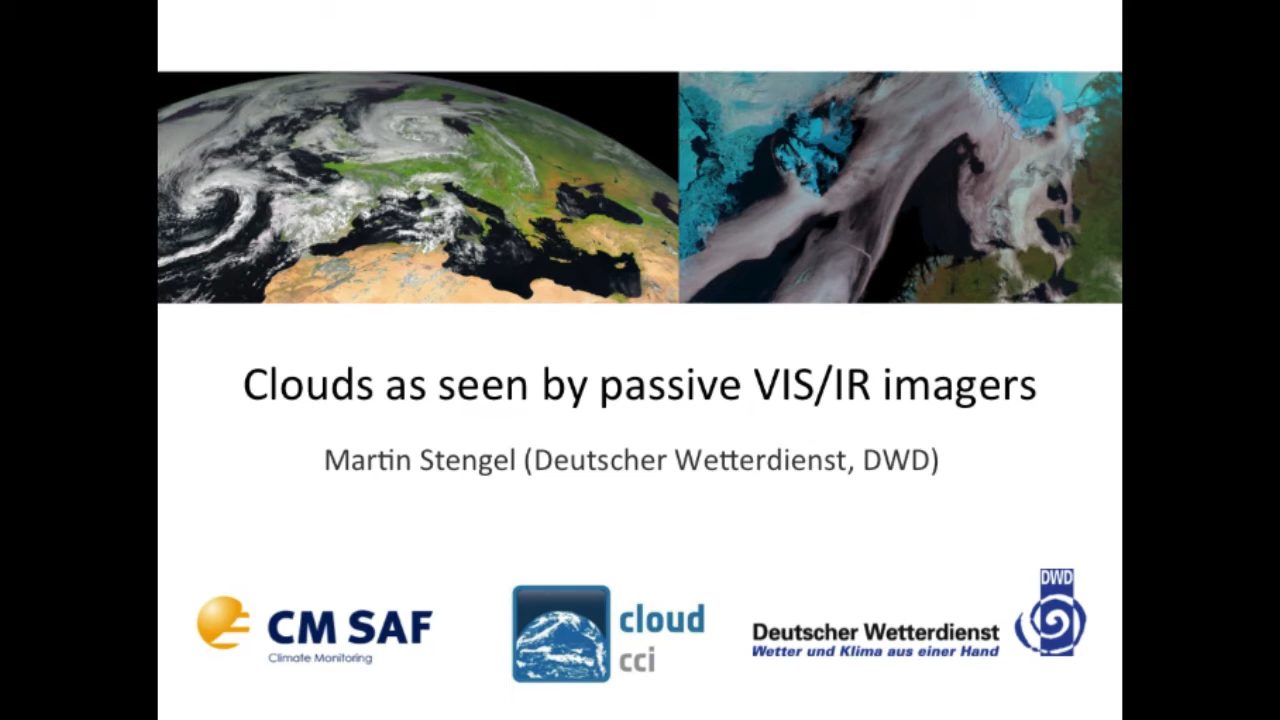 Clouds as seen by passive VIS/IR imagers
Martin Stengel (Deutscher Wetterdienst, DWD)
CM SAF
Climate Monitoring
cloud
cci
Deutscher Wetterdienst
Wetter und Klima aus einer Hand
DWD